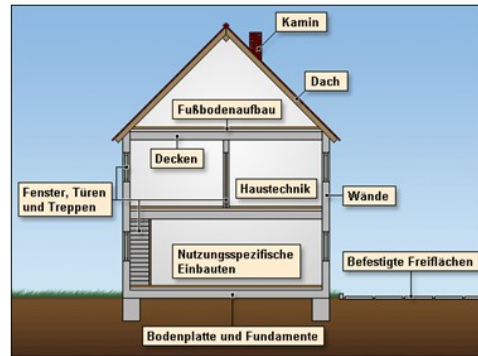 Kamin
Dach
Fußbodenaufbau
Decken
Fenster, Türen
und Treppen
Haustechnik
Wände
Nutzungsspezifische
Einbauten
Befestigte Freiflächen
Bodenplatte und Fundamente